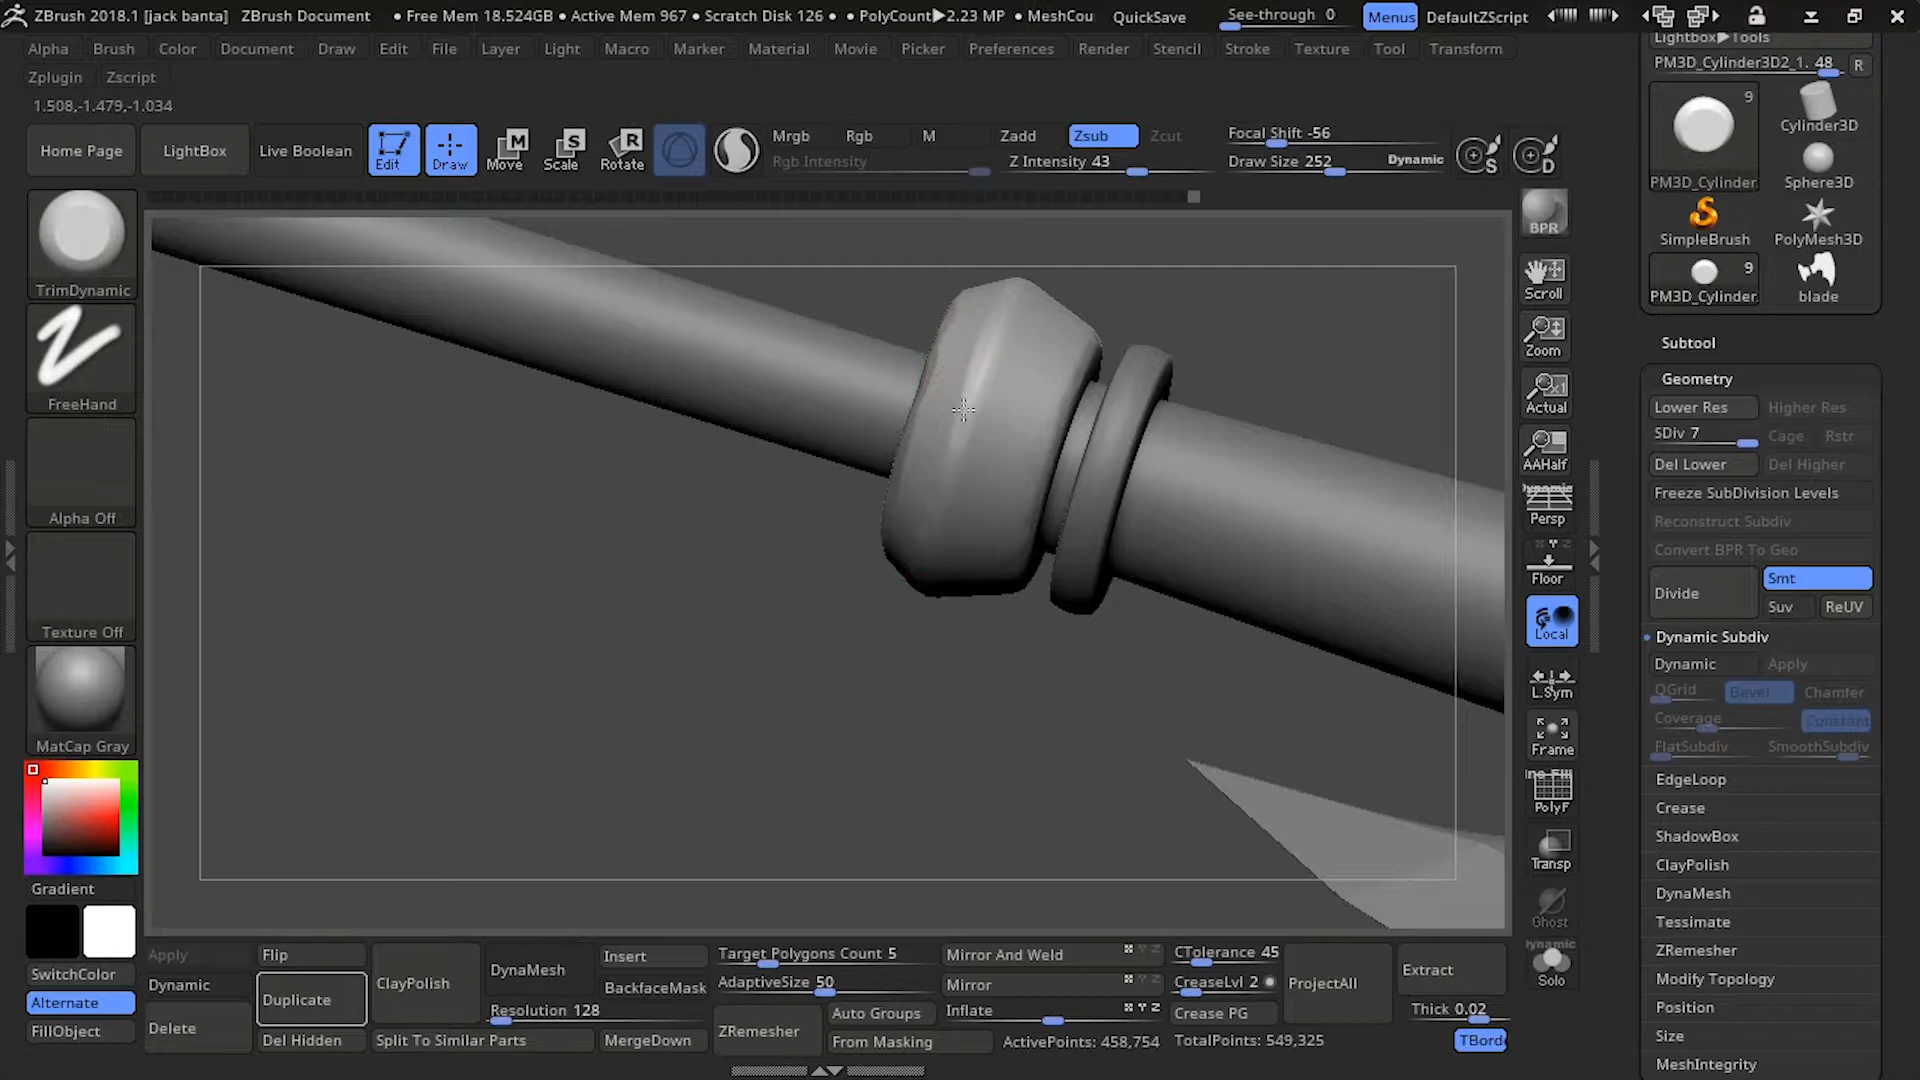 ZBrush 2018.1 [jack banta] ZBrush Document • Free Mem 18.524GB • Active Mem 967 • Scratch Disk 126 • • PolyCount▶2.23 MP • MeshCou QuickSave See-through 0 Menus DefaultZScript
Alpha Brush Color Document Draw Edit File Layer Light Macro Marker Material Movie Picker Preferences Render Stencil Stroke Texture Tool Transform
Zplugin Zscript
1.508,-1.479,-1.034
Home Page LightBox Live Boolean Edit Draw Move Scale Rotate
Mrgb Rgb M Zadd Zsub Zcut Focal Shift -56
Rgb Intensity Z Intensity 43 Draw Size 252 Dynamic
S D
TrimDynamic
FreeHand
Alpha Off
Texture Off
MatCap Gray
Gradient
SwitchColor
Alternate
FillObject
BPR
Scroll
Zoom
Actual
AAHalf
Dynamic
Persp
Floor
Local
L.Sym
Frame
PolyF
Transp
Ghost
Dynamic
Solo
Lightbox▶Tools
PM3D_Cylinder3D2_1. 48 R
9
Cylinder3D
PM3D_Cylinder Sphere3D
SimpleBrush PolyMesh3D
9
PM3D_Cylinder blade
Subtool
Geometry
Lower Res Higher Res
SDiv 7 Cage Rstr
Del Lower Del Higher
Freeze SubDivision Levels
Reconstruct Subdiv
Convert BPR To Geo
Divide Smt
Suv ReUV
Dynamic Subdiv
Dynamic Apply
QGrid Bevel Chamfer
Coverage Constant
FlatSubdiv SmoothSubdiv
EdgeLoop
Crease
ShadowBox
ClayPolish
DynaMesh
Tessimate
ZRemesher
Modify Topology
Position
Size
MeshIntegrity
Apply Flip ClayPolish DynaMesh Insert Target Polygons Count 5 Mirror And Weld CTolerance 45 ProjectAll Extract
Dynamic Duplicate BackfaceMask AdaptiveSize 50 Mirror CreaseLvl 2
Delete Resolution 128 ZRemesher Auto Groups Inflate Crease PG Thick 0.02
Del Hidden Split To Similar Parts MergeDown From Masking ActivePoints: 458,754 TotalPoints: 549,325 TBord